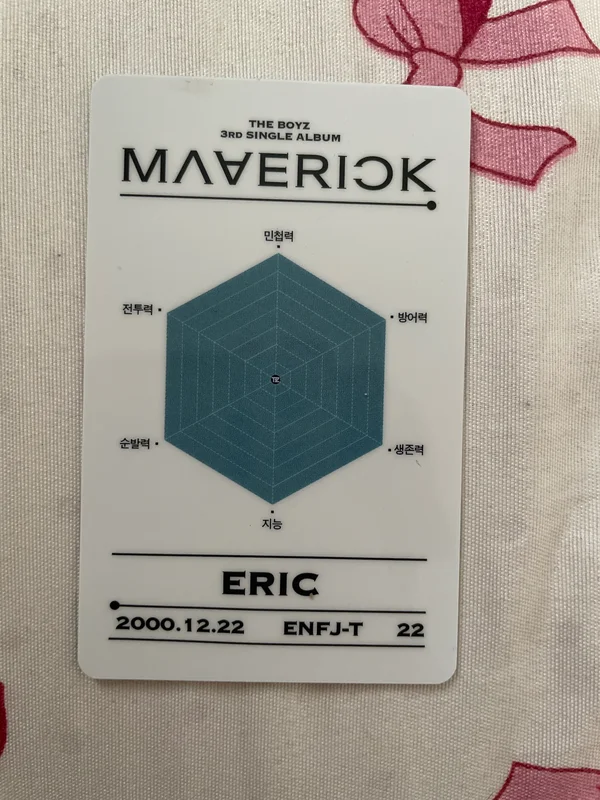 THE BOYZ
3RD SINGLE ALBUM
MAVERICK
민첩력
전투력
방어력
순발력
생존력
지능
ERIC
2000.12.22 ENFJ-T 22